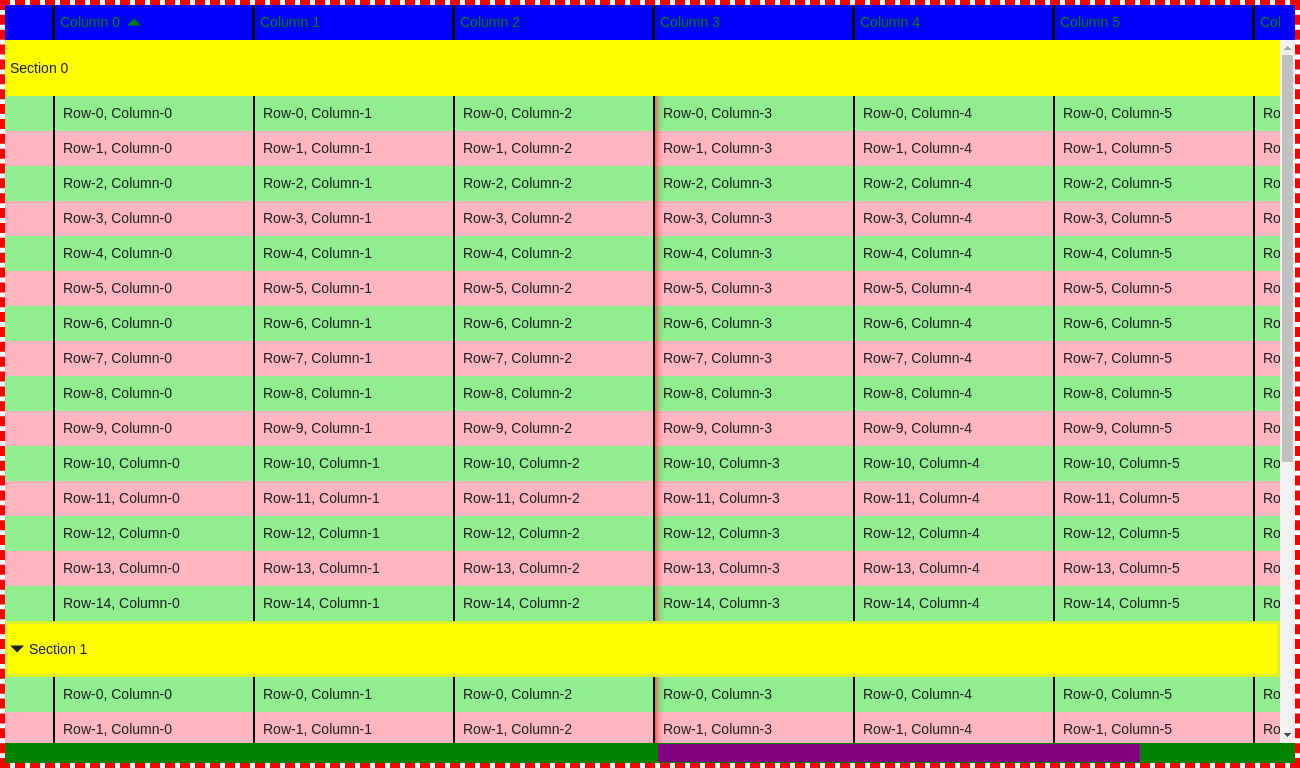 Column 0 Column 1 Column 2 Column 3 Column 4 Column 5 Col
Section 0
Row-0, Column-0 Row-0, Column-1 Row-0, Column-2 Row-0, Column-3 Row-0, Column-4 Row-0, Column-5 Ro
Row-1, Column-0 Row-1, Column-1 Row-1, Column-2 Row-1, Column-3 Row-1, Column-4 Row-1, Column-5 Ro
Row-2, Column-0 Row-2, Column-1 Row-2, Column-2 Row-2, Column-3 Row-2, Column-4 Row-2, Column-5 Ro
Row-3, Column-0 Row-3, Column-1 Row-3, Column-2 Row-3, Column-3 Row-3, Column-4 Row-3, Column-5 Ro
Row-4, Column-0 Row-4, Column-1 Row-4, Column-2 Row-4, Column-3 Row-4, Column-4 Row-4, Column-5 Ro
Row-5, Column-0 Row-5, Column-1 Row-5, Column-2 Row-5, Column-3 Row-5, Column-4 Row-5, Column-5 Ro
Row-6, Column-0 Row-6, Column-1 Row-6, Column-2 Row-6, Column-3 Row-6, Column-4 Row-6, Column-5 Ro
Row-7, Column-0 Row-7, Column-1 Row-7, Column-2 Row-7, Column-3 Row-7, Column-4 Row-7, Column-5 Ro
Row-8, Column-0 Row-8, Column-1 Row-8, Column-2 Row-8, Column-3 Row-8, Column-4 Row-8, Column-5 Ro
Row-9, Column-0 Row-9, Column-1 Row-9, Column-2 Row-9, Column-3 Row-9, Column-4 Row-9, Column-5 Ro
Row-10, Column-0 Row-10, Column-1 Row-10, Column-2 Row-10, Column-3 Row-10, Column-4 Row-10, Column-5 Ro
Row-11, Column-0 Row-11, Column-1 Row-11, Column-2 Row-11, Column-3 Row-11, Column-4 Row-11, Column-5 Ro
Row-12, Column-0 Row-12, Column-1 Row-12, Column-2 Row-12, Column-3 Row-12, Column-4 Row-12, Column-5 Ro
Row-13, Column-0 Row-13, Column-1 Row-13, Column-2 Row-13, Column-3 Row-13, Column-4 Row-13, Column-5 Ro
Row-14, Column-0 Row-14, Column-1 Row-14, Column-2 Row-14, Column-3 Row-14, Column-4 Row-14, Column-5 Ro
Section 1
Row-0, Column-0 Row-0, Column-1 Row-0, Column-2 Row-0, Column-3 Row-0, Column-4 Row-0, Column-5 Ro
Row-1, Column-0 Row-1, Column-1 Row-1, Column-2 Row-1, Column-3 Row-1, Column-4 Row-1, Column-5 Ro